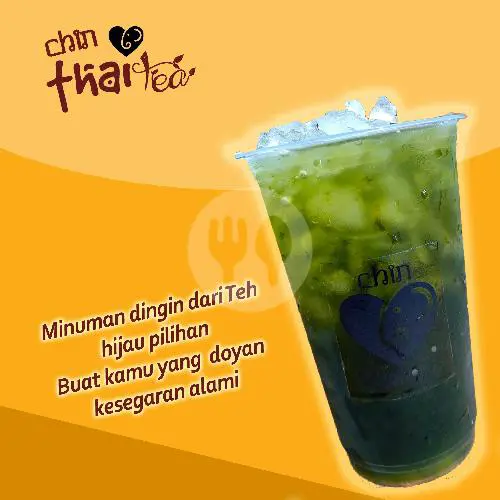 chin
thai tea
Minuman dingin dari Teh
hijau pilihan
Buat kamu yang doyan
kesegaran alami
chin